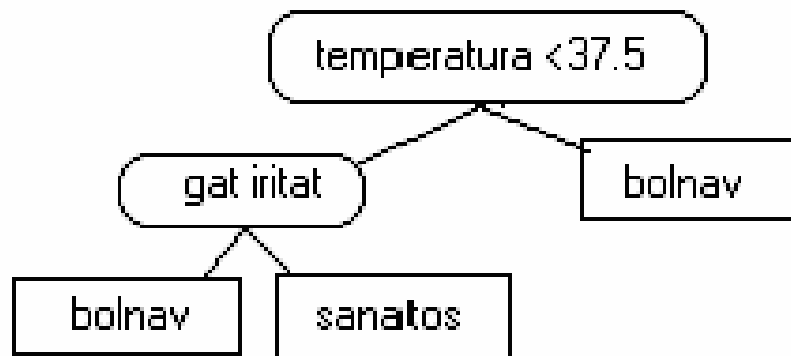 temperatura <37.5
gat iritat
bolnav
bolnav
sanatos